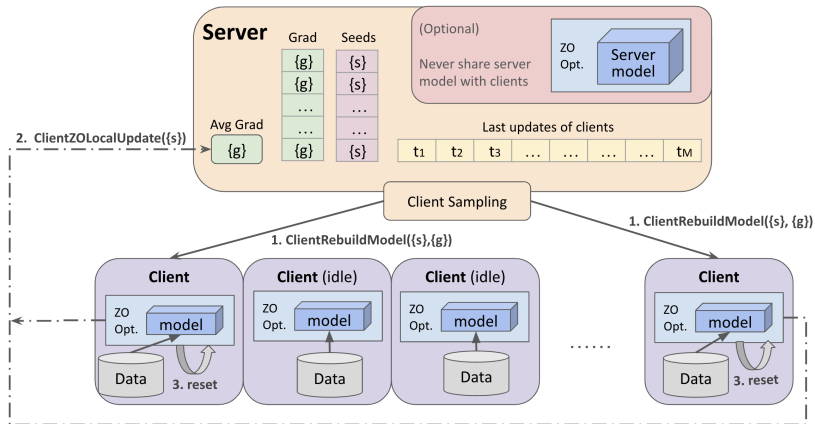 Server
Grad
Seeds
{g}
{s}
{g}
{s}
...
...
...
...
{g}
{s}
Avg Grad
{g}
(Optional)
Never share server
model with clients
ZO
Opt.
Server
model
Last updates of clients
t1 t2 t3 ... ... ... ... tM
2. ClientZOLocalUpdate({s})
Client Sampling
1. ClientRebuildModel({s},{g})
1. ClientRebuildModel({s}, {g})
Client
ZO
Opt.
model
Data
3. reset
Client (idle)
ZO
Opt.
model
Data
Client (idle)
ZO
Opt.
model
Data
......
Client
ZO
Opt.
model
Data
3. reset